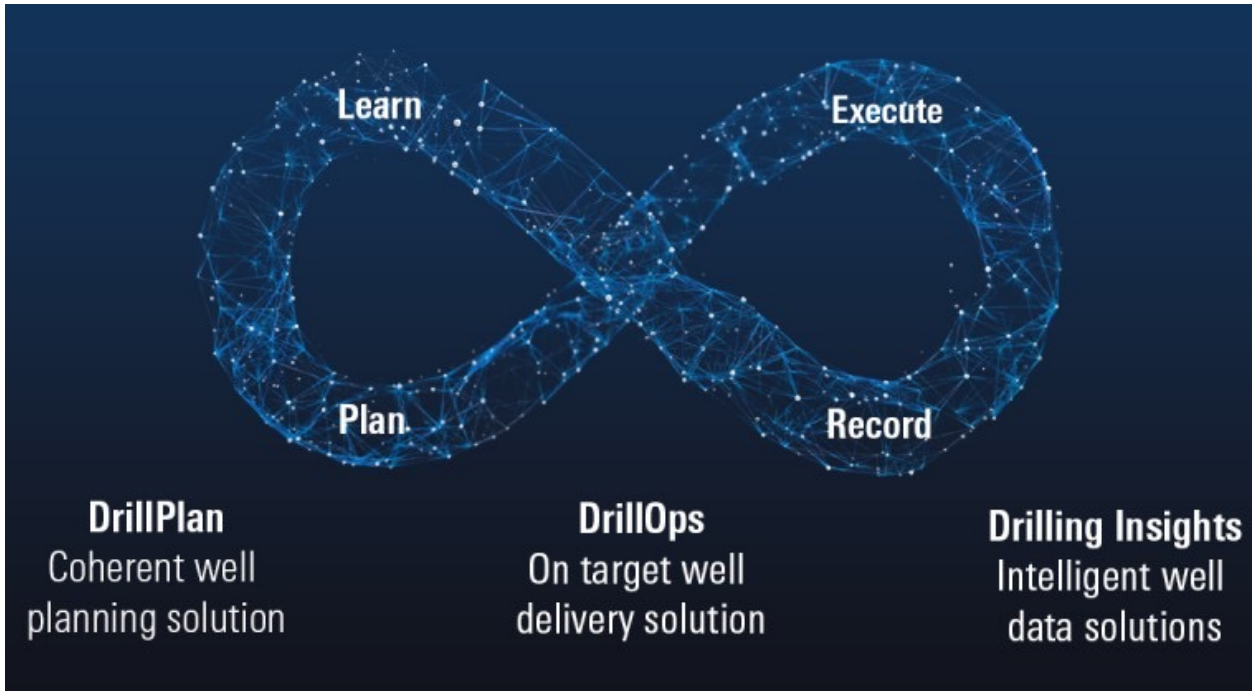 Learn
Execute
Plan
Record
DrillPlan
Coherent well
planning solution
DrillOps
On target well
delivery solution
Drilling Insights
Intelligent well
data solutions